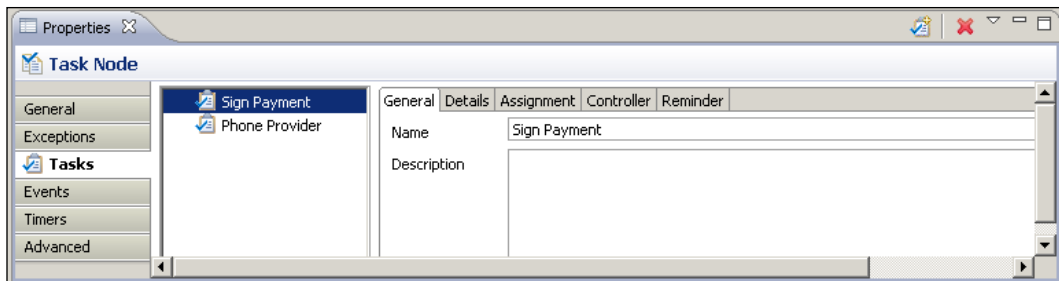 Properties
Task Node
General
Exceptions
Tasks
Events
Timers
Advanced
Sign Payment
Phone Provider
General Details Assignment Controller Reminder
Name Sign Payment
Description